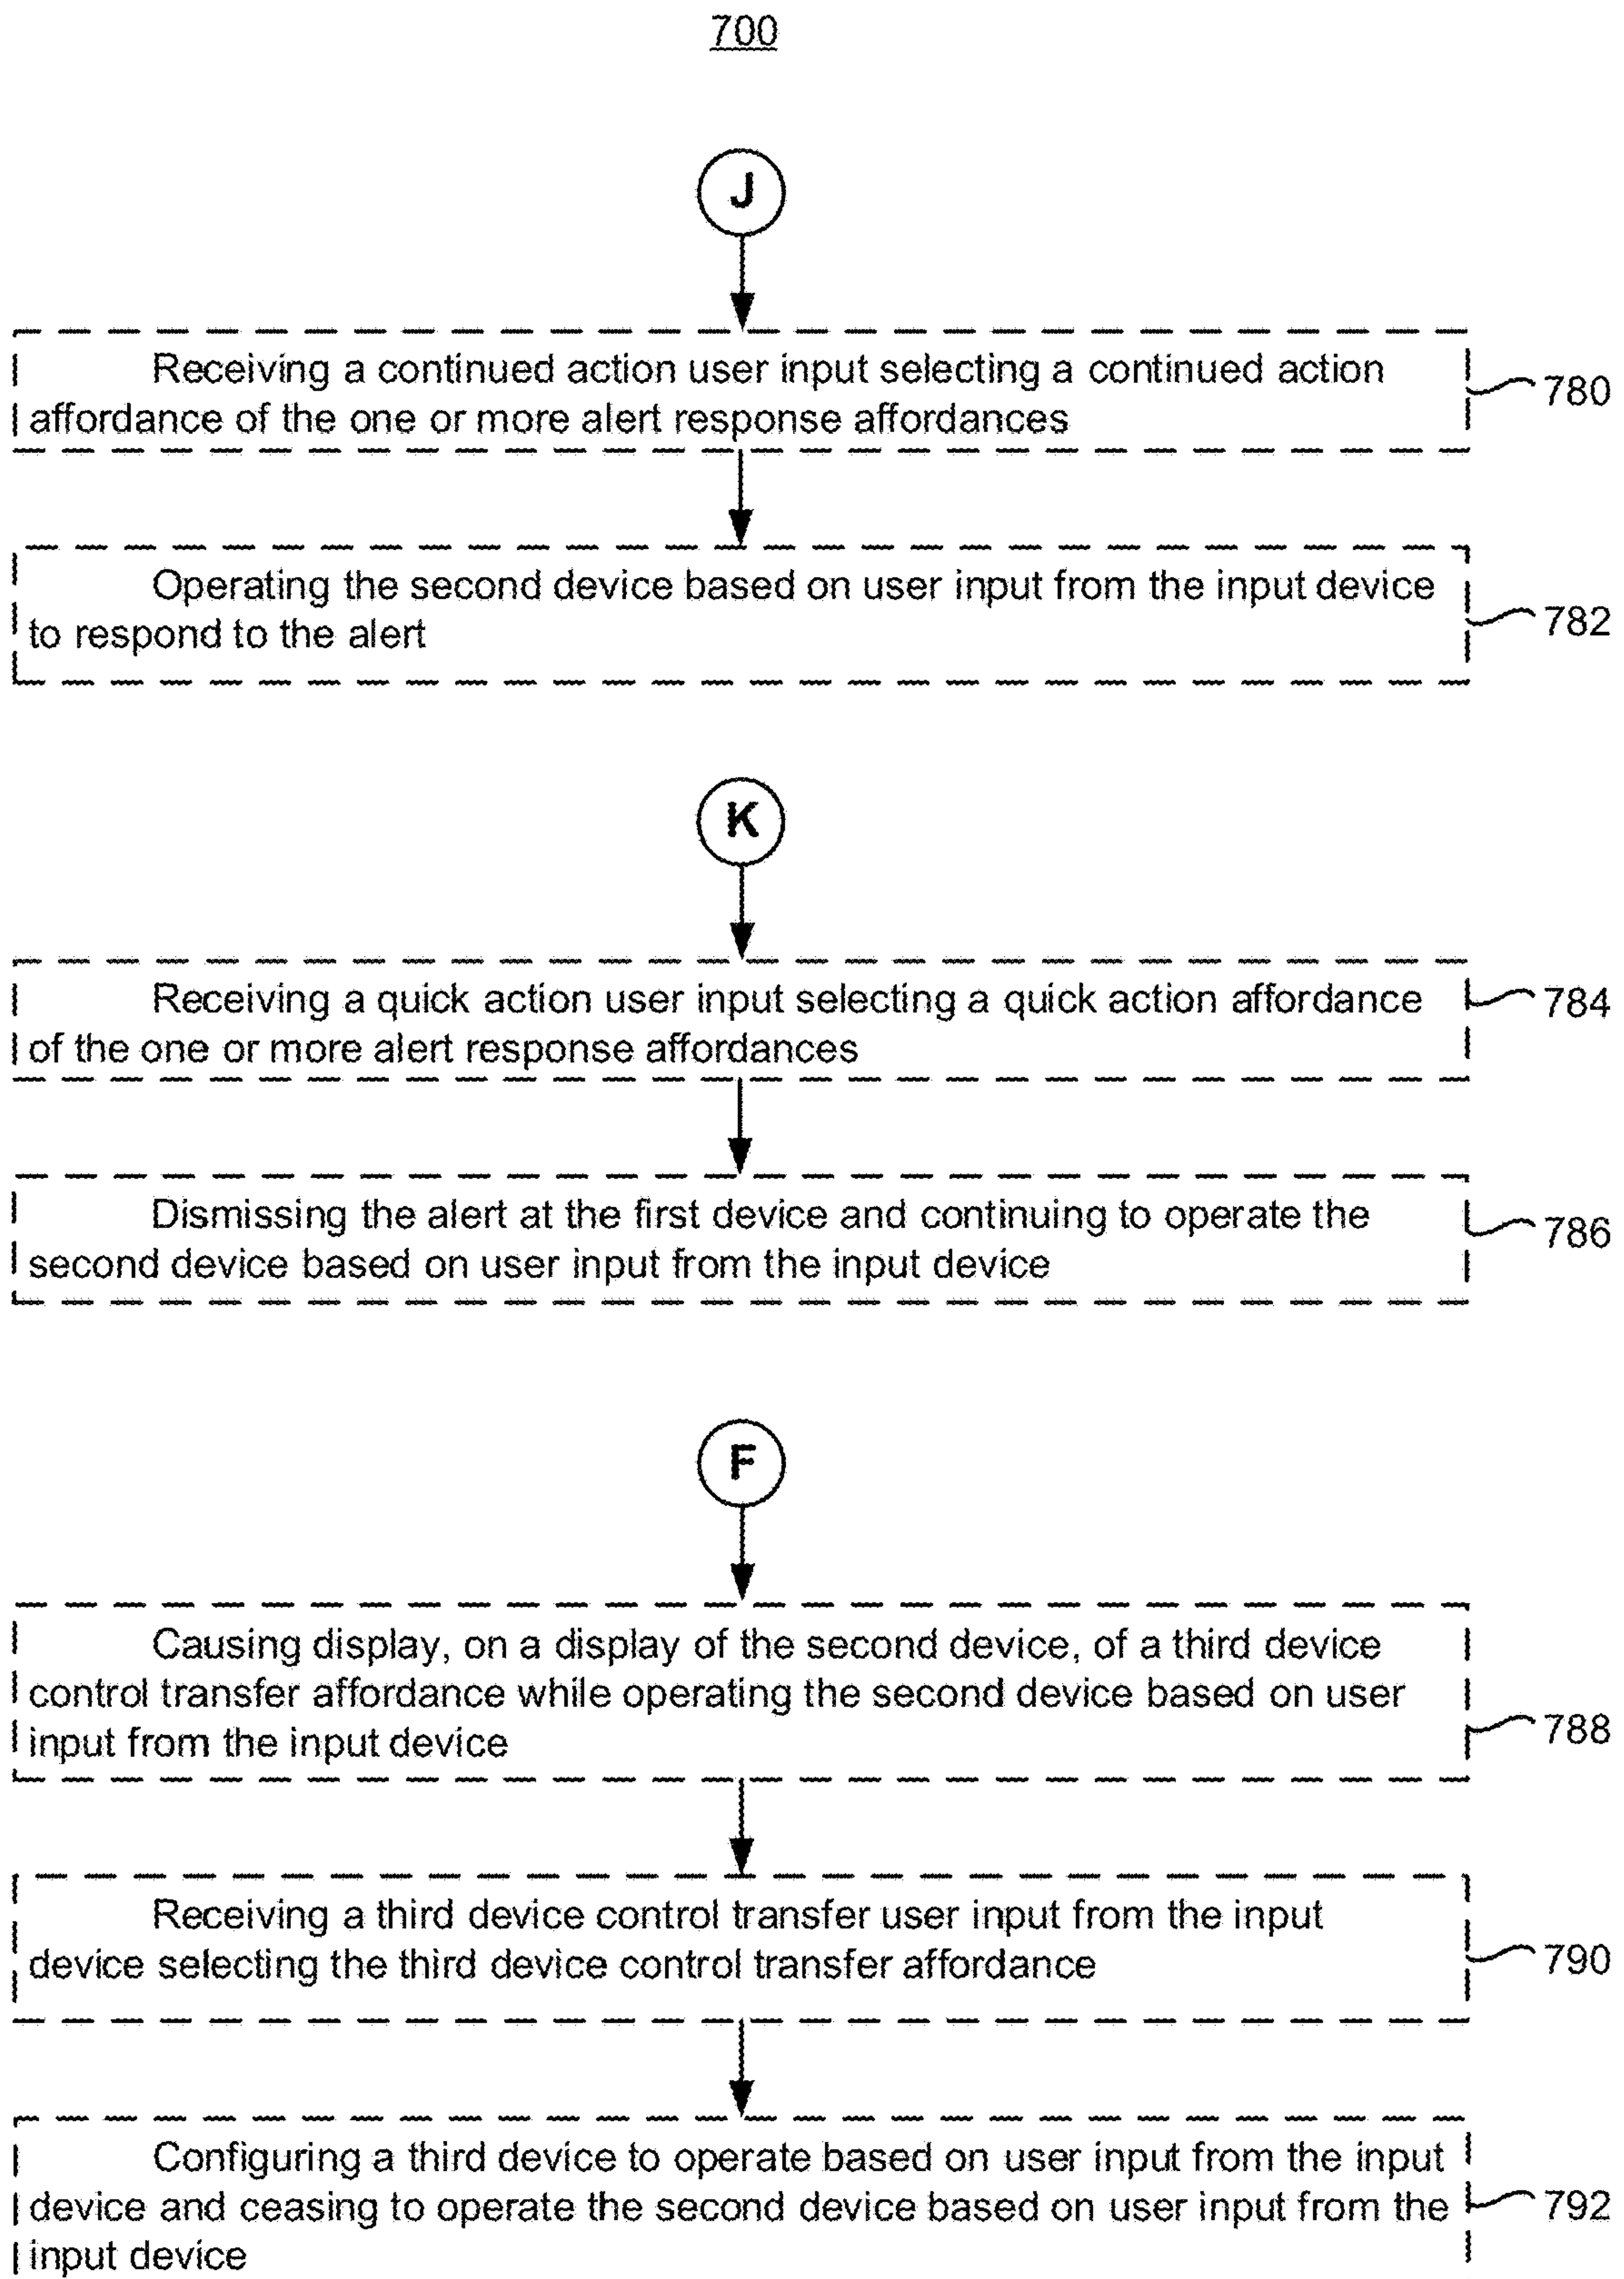 700
J
Receiving a continued action user input selecting a continued action
affordance of the one or more alert response affordances
780
Operating the second device based on user input from the input device
to respond to the alert
782
K
Receiving a quick action user input selecting a quick action affordance
of the one or more alert response affordances
784
Dismissing the alert at the first device and continuing to operate the
second device based on user input from the input device
786
F
Causing display, on a display of the second device, of a third device
control transfer affordance while operating the second device based on user
input from the input device
788
Receiving a third device control transfer user input from the input
device selecting the third device control transfer affordance
790
Configuring a third device to operate based on user input from the input
device and ceasing to operate the second device based on user input from the
input device
792